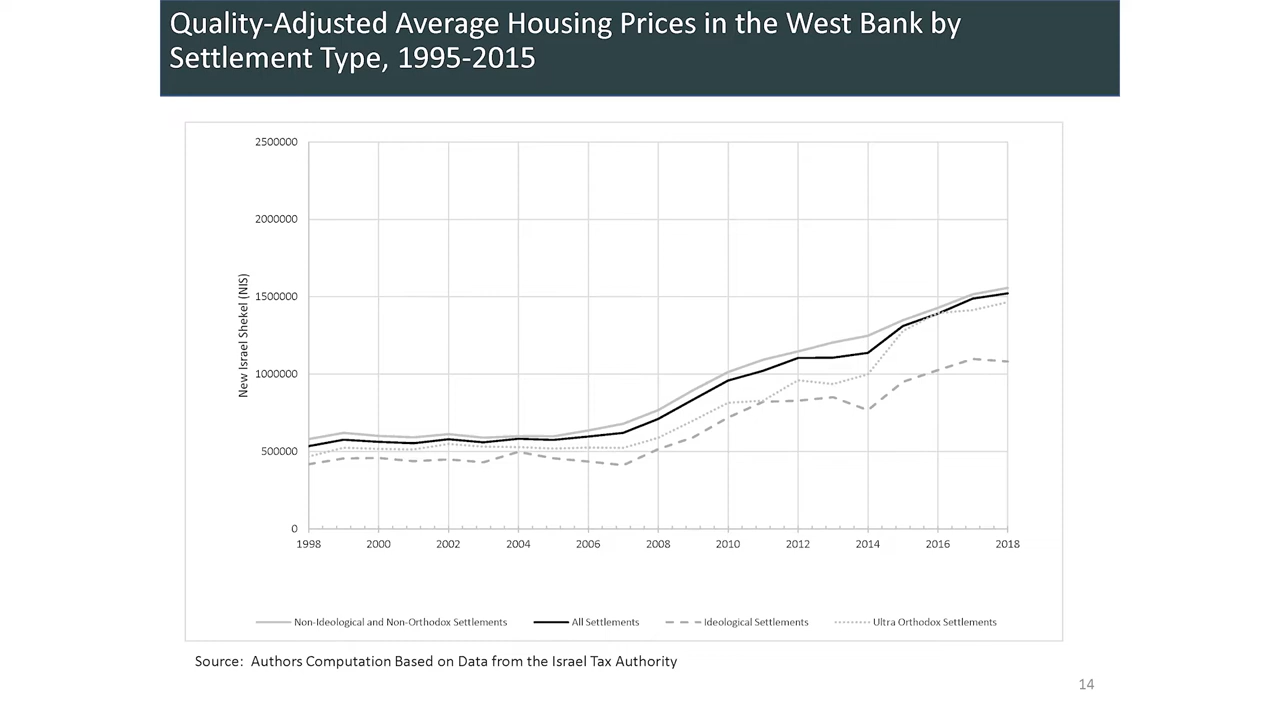 Quality-Adjusted Average Housing Prices in the West Bank by
Settlement Type, 1995-2015
2500000
2000000
1500000
1000000
500000
0
New Israel Shekel (NIS)
1998 2000 2002 2004 2006 2008 2010 2012 2014 2016 2018
Non-Ideological and Non-Orthodox Settlements All Settlements Ideological Settlements Ultra Orthodox Settlements
Source: Authors Computation Based on Data from the Israel Tax Authority
14